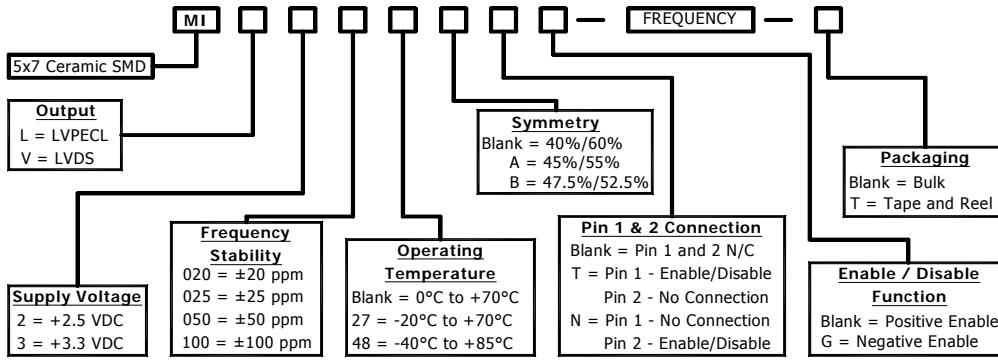 MI
FREQUENCY
5x7 Ceramic SMD
Output
L = LVPECL
V = LVDS
Symmetry
Blank = 40%/60%
A = 45%/55%
B = 47.5%/52.5%
Packaging
Blank = Bulk
T = Tape and Reel
Supply Voltage
2 = +2.5 VDC
3 = +3.3 VDC
Frequency
Stability
020 = ±20 ppm
025 = ±25 ppm
050 = ±50 ppm
100 = ±100 ppm
Operating
Temperature
Blank = 0°C to +70°C
27 = -20°C to +70°C
48 = -40°C to +85°C
Pin 1 & 2 Connection
Blank = Pin 1 and 2 N/C
T = Pin 1 - Enable/Disable
Pin 2 - No Connection
N = Pin 1 - No Connection
Pin 2 - Enable/Disable
Enable / Disable
Function
Blank = Positive Enable
G = Negative Enable